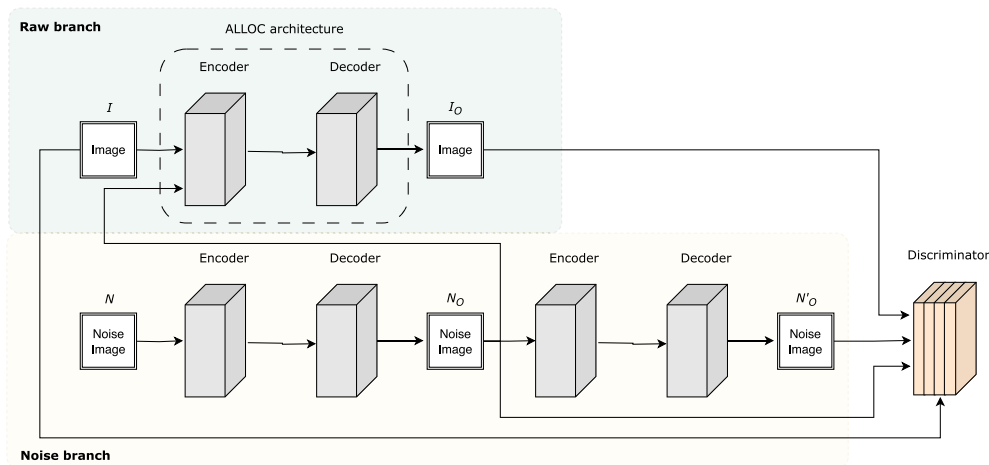 Raw branch
ALLOC architecture
Encoder
Decoder
I
I_O
Image
Image
Encoder
Decoder
Encoder
Decoder
Discriminator
N
N_O
N'_O
Noise
Image
Noise
Image
Noise
Image
Noise branch